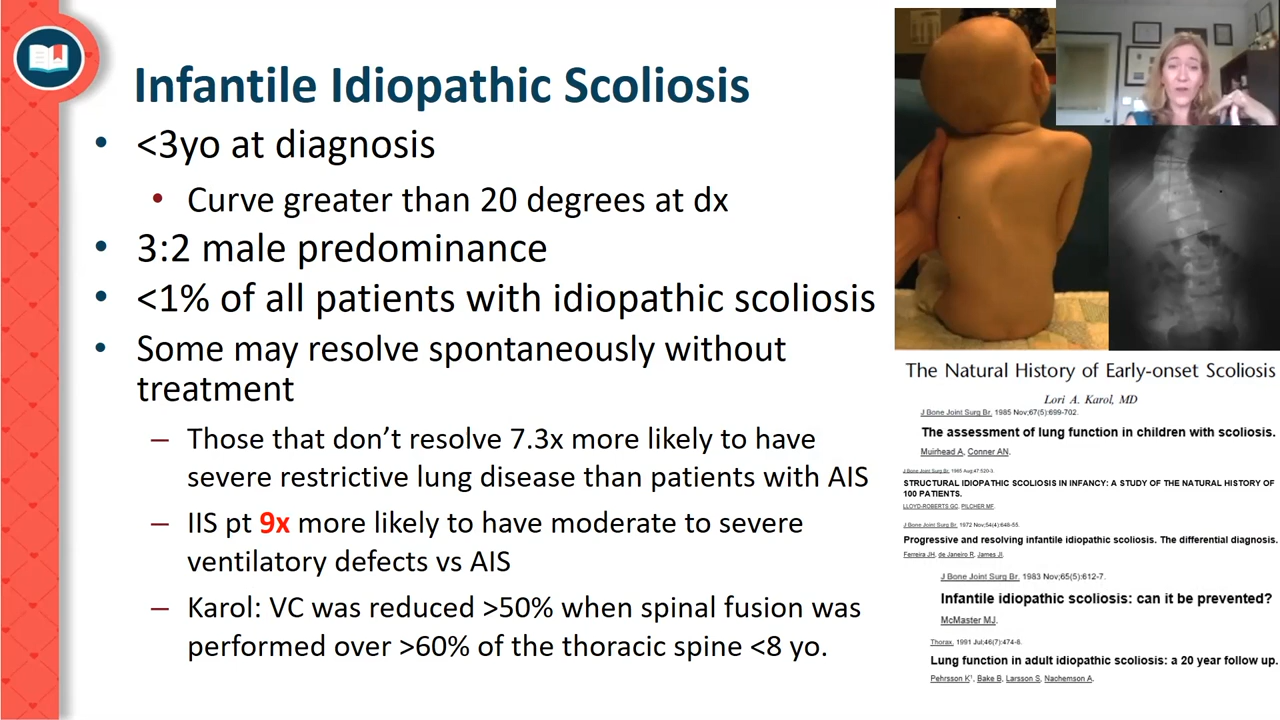 Infantile Idiopathic Scoliosis
• <3yo at diagnosis
• Curve greater than 20 degrees at dx
• 3:2 male predominance
• <1% of all patients with idiopathic scoliosis
• Some may resolve spontaneously without
treatment
– Those that don’t resolve 7.3x more likely to have
severe restrictive lung disease than patients with AIS
– IIS pt 9x more likely to have moderate to severe
ventilatory defects vs AIS
– Karol: VC was reduced >50% when spinal fusion was
performed over >60% of the thoracic spine <8 yo.
The Natural History of Early-onset Scoliosis
Lori A. Karol, MD
J Bone Joint Surg Br. 1985 Nov;67(5):699-702.
The assessment of lung function in children with scoliosis.
Muirhead A, Conner AN.
J Bone Joint Surg Br. 1965 Aug;47:520-3.
STRUCTURAL IDIOPATHIC SCOLIOSIS IN INFANCY: A STUDY OF THE NATURAL HISTORY OF
100 PATIENTS.
LLOYD-ROBERTS GC, PILCHER MF.
J Bone Joint Surg Br. 1972 Nov;54(4):648-55.
Progressive and resolving infantile idiopathic scoliosis. The differential diagnosis.
Ferreira JH, de Janeiro R, James JI.
J Bone Joint Surg Br. 1983 Nov;65(5):612-7.
Infantile idiopathic scoliosis: can it be prevented?
McMaster MJ.
Thorax. 1991 Jul;46(7):474-8.
Lung function in adult idiopathic scoliosis: a 20 year follow up.
Pehrsson K¹, Bake B, Larsson S, Nachemson A.